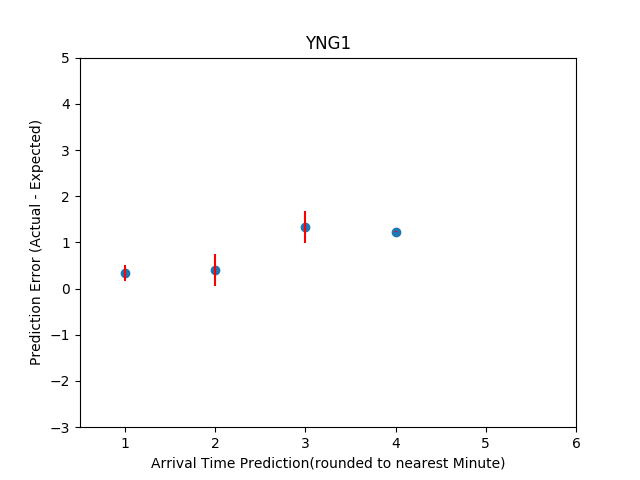 YNG1
Prediction Error (Actual - Expected)
5
4
3
2
1
0
−1
−2
−3
1 2 3 4 5 6
Arrival Time Prediction(rounded to nearest Minute)